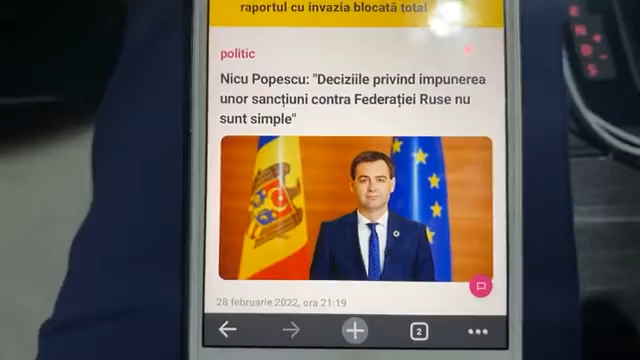 raportul cu invazia blocată total
politic
Nicu Popescu: "Deciziile privind impunerea
unor sancțiuni contra Federației Ruse nu
sunt simple"
28 februarie 2022, ora 21:19
2